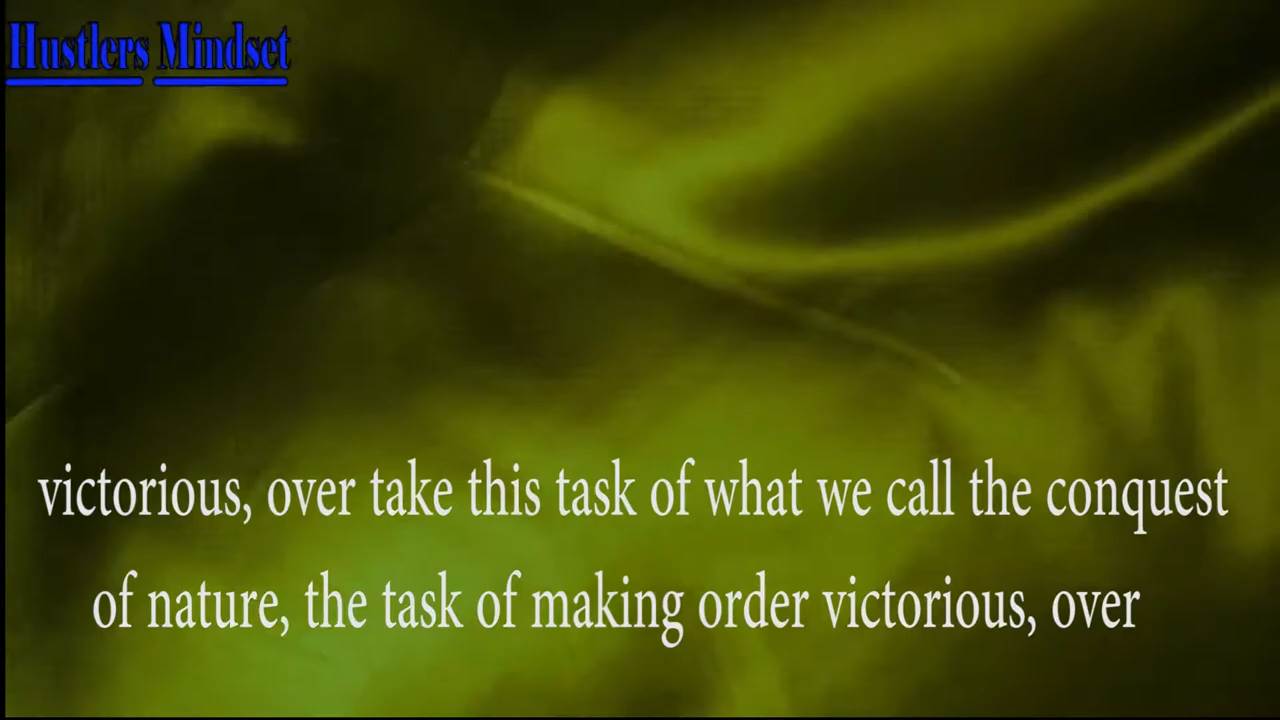 Hustlers Mindset
victorious, over take this task of what we call the conquest
of nature, the task of making order victorious, over